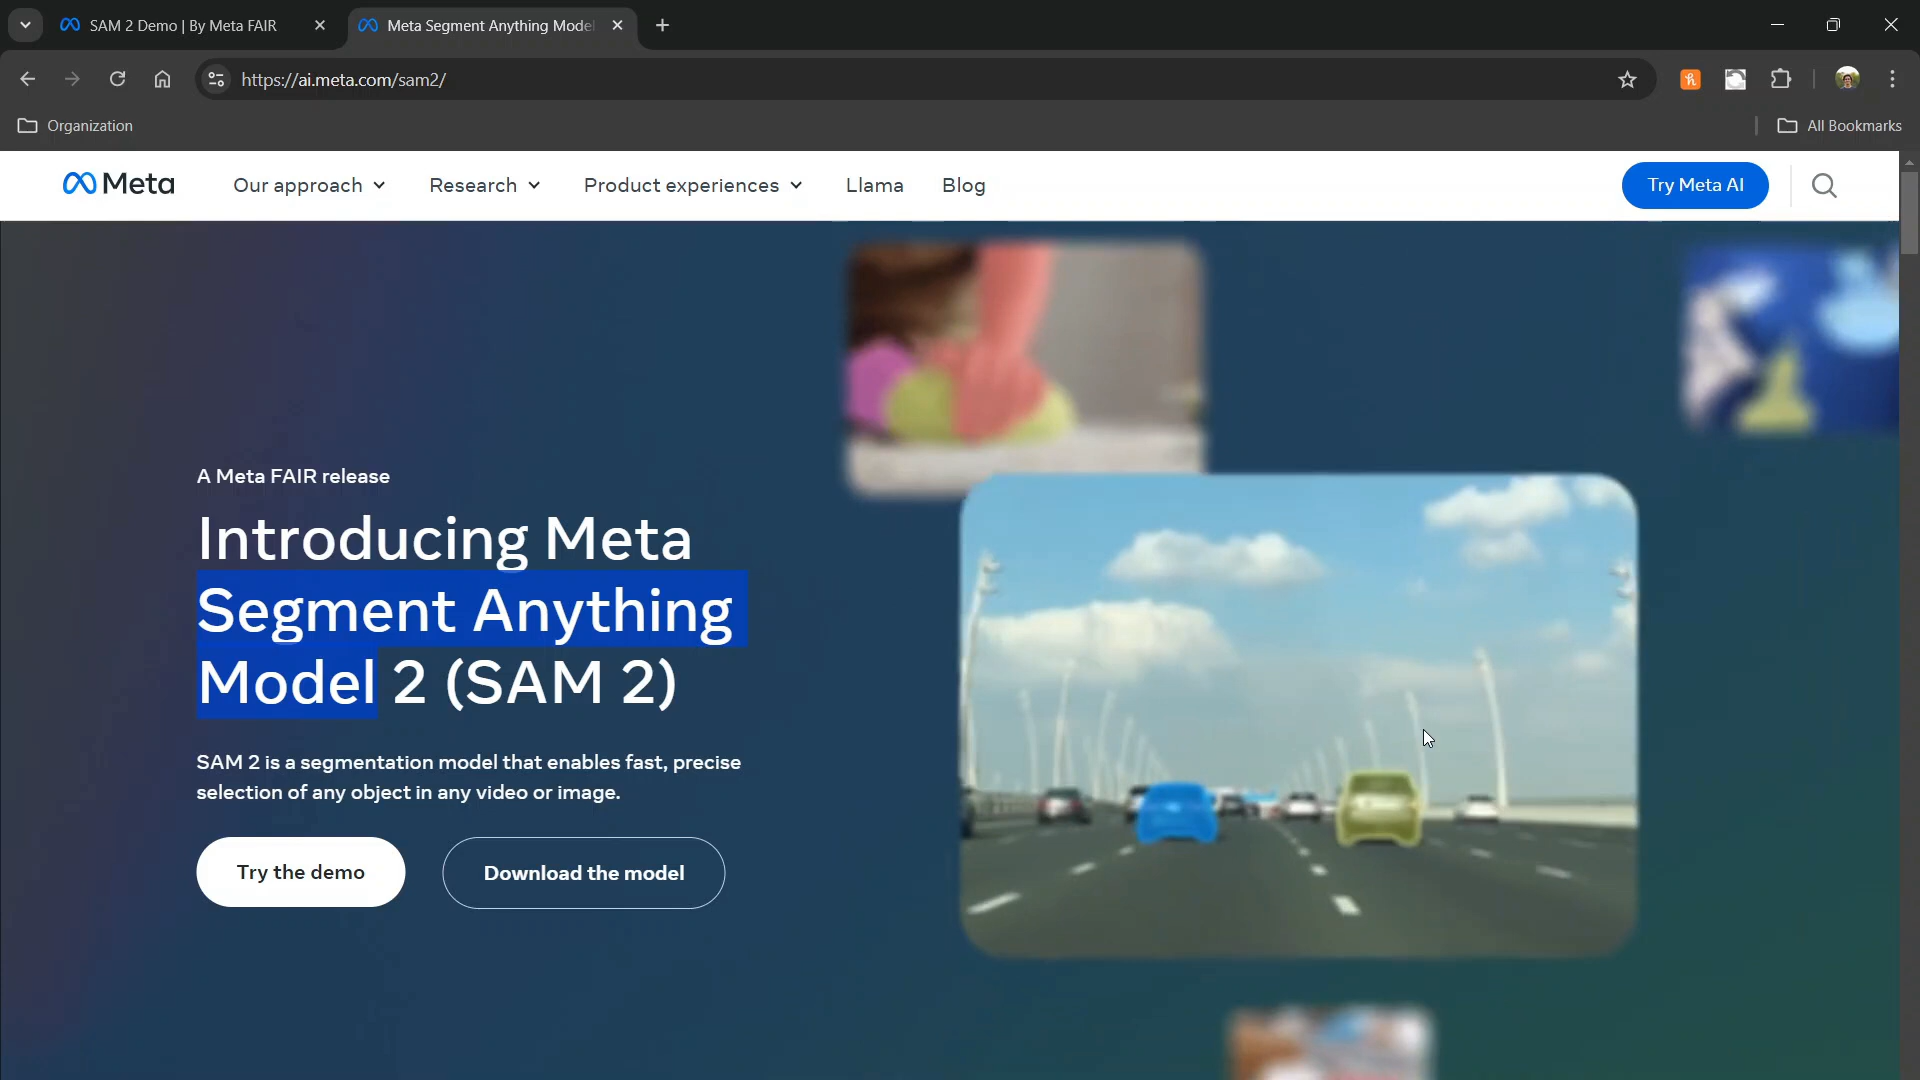 SAM 2 Demo | By Meta FAIR
Meta Segment Anything Model
https://ai.meta.com/sam2/
Organization
All Bookmarks
Meta
Our approach
Research
Product experiences
Llama
Blog
Try Meta AI
A Meta FAIR release
Introducing Meta
Segment Anything
Model 2 (SAM 2)
SAM 2 is a segmentation model that enables fast, precise
selection of any object in any video or image.
Try the demo
Download the model